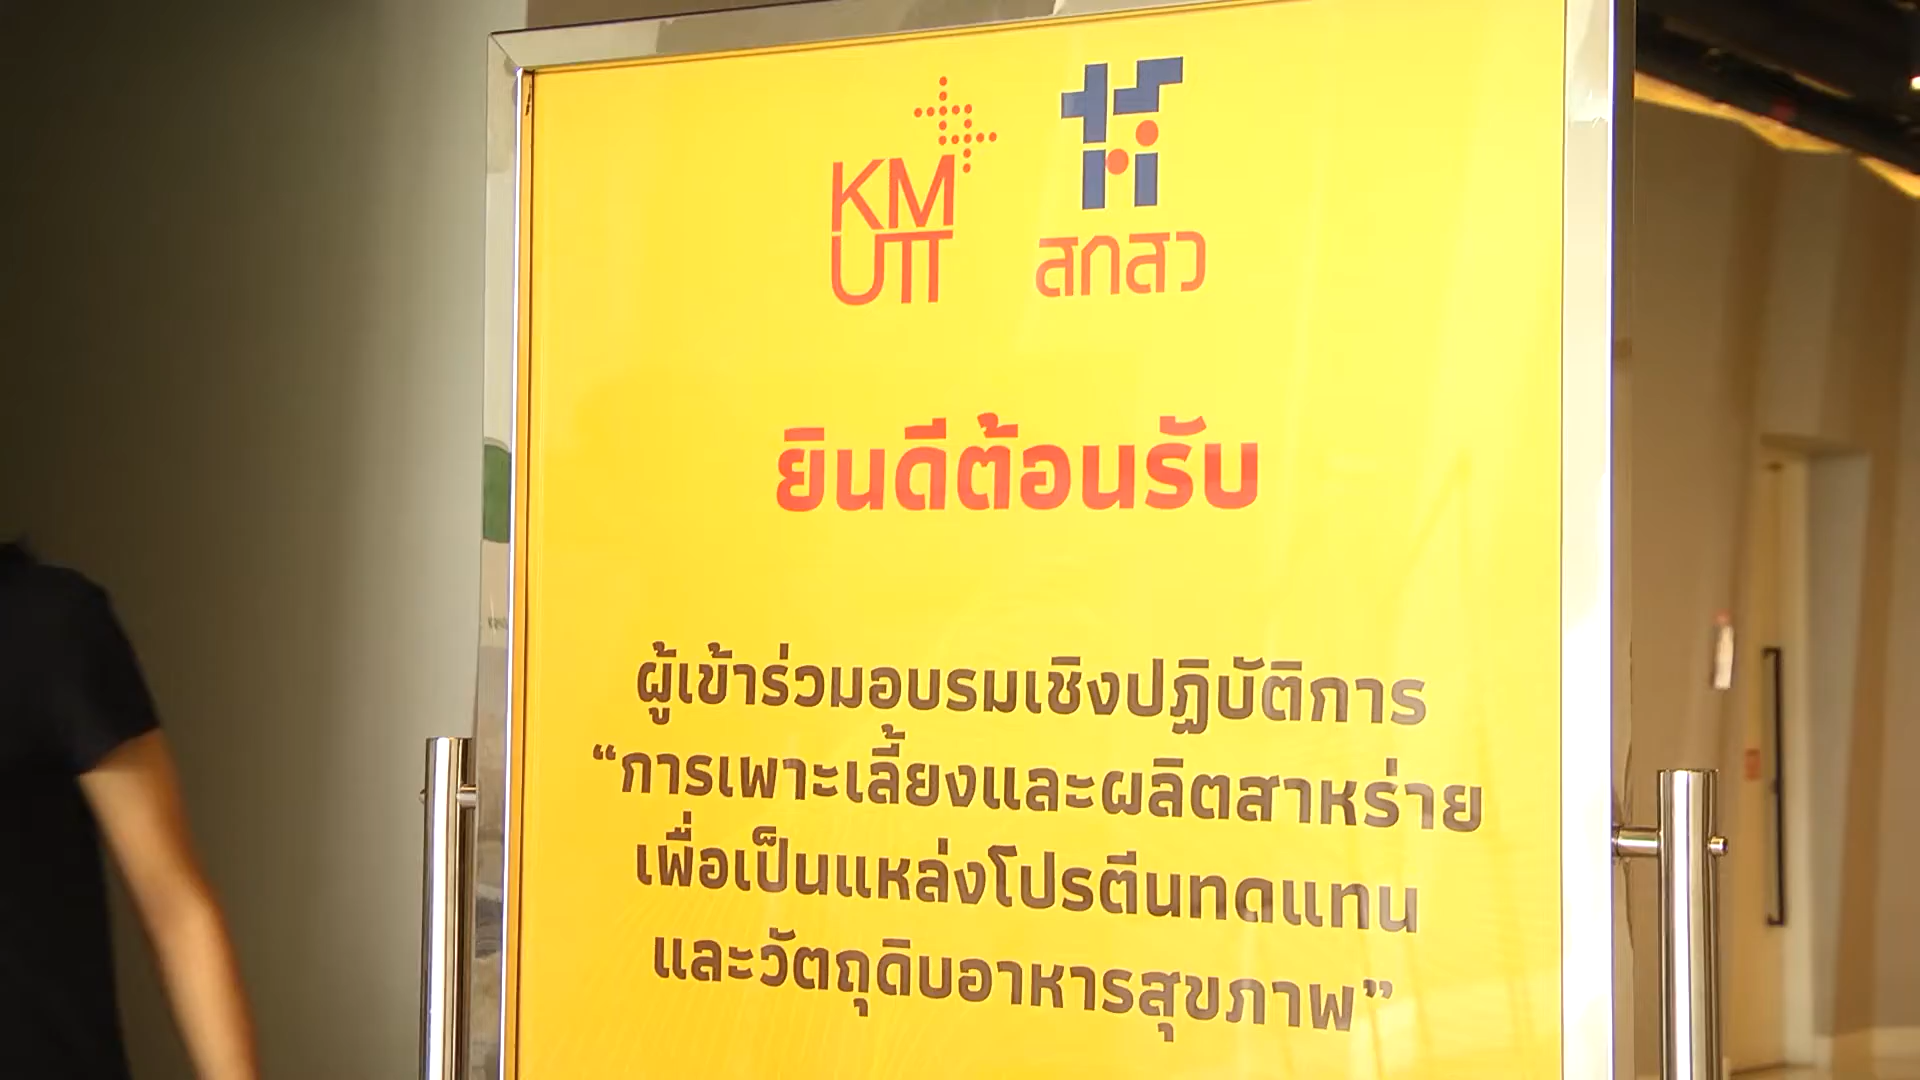 KM
UTT
สกสว
ยินดีต้อนรับ
ผู้เข้าร่วมอบรมเชิงปฏิบัติการ
“การเพาะเลี้ยงและผลิตสาหร่าย
เพื่อเป็นแหล่งโปรตีนทดแทน
และวัตถุดิบอาหารสุขภาพ”